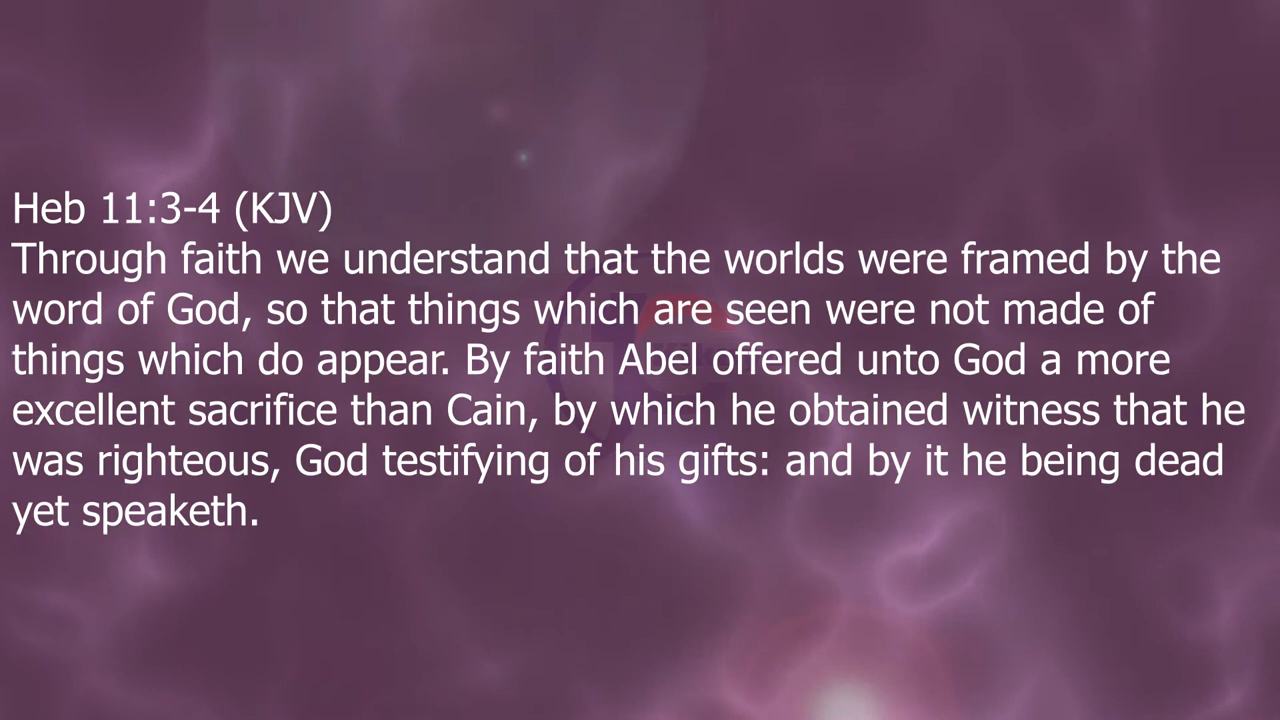 Heb 11:3-4 (KJV)
Through faith we understand that the worlds were framed by the
word of God, so that things which are seen were not made of
things which do appear. By faith Abel offered unto God a more
excellent sacrifice than Cain, by which he obtained witness that he
was righteous, God testifying of his gifts: and by it he being dead
yet speaketh.